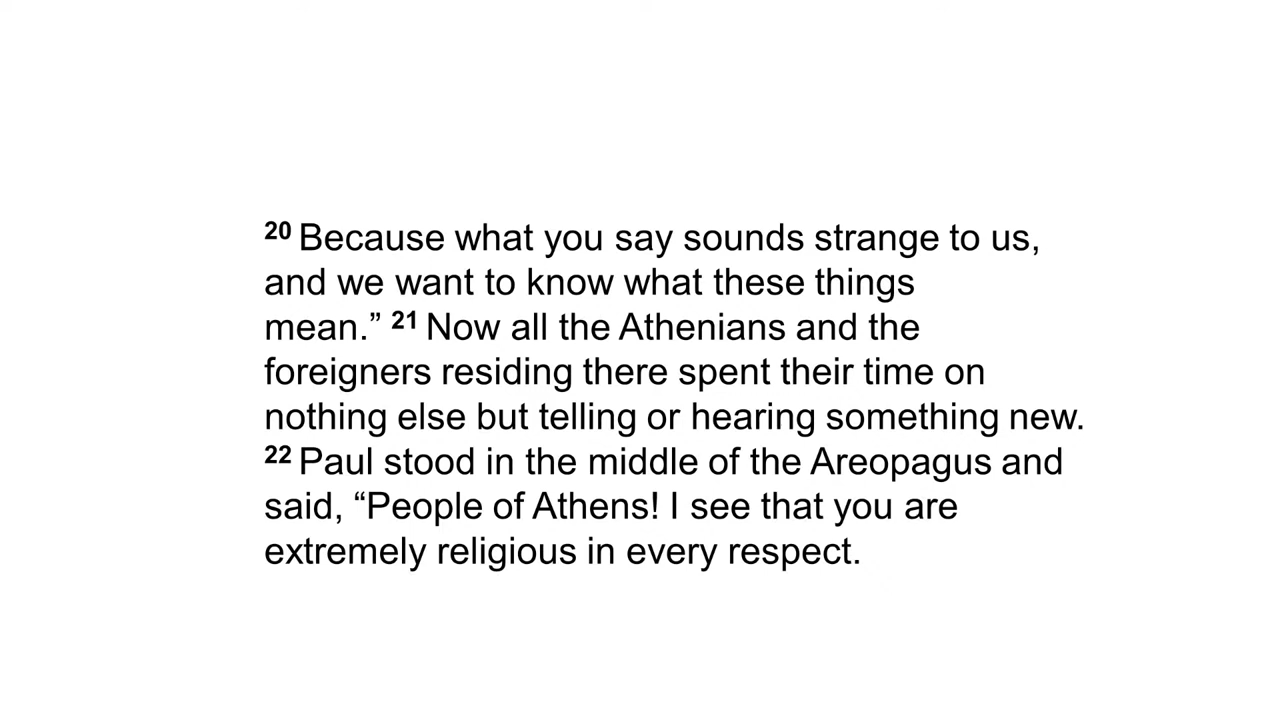 20 Because what you say sounds strange to us,
and we want to know what these things
mean.” 21 Now all the Athenians and the
foreigners residing there spent their time on
nothing else but telling or hearing something new.
22 Paul stood in the middle of the Areopagus and
said, “People of Athens! I see that you are
extremely religious in every respect.